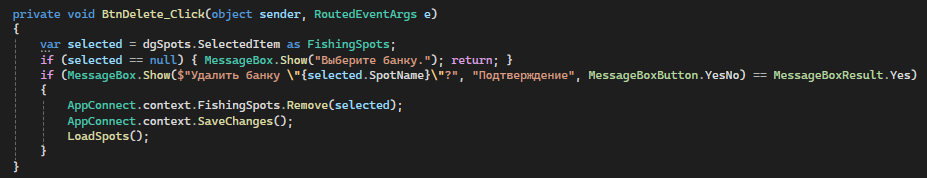 private void BtnDelete_Click(object sender, RoutedEventArgs e)
{
var selected = dgSpots.SelectedItem as FishingSpots;
if (selected == null) { MessageBox.Show("Выберите банку."); return; }
if (MessageBox.Show($"Удалить банку \"{selected.SpotName}\"?", "Подтверждение", MessageBoxButton.YesNo) == MessageBoxResult.Yes)
{
AppConnect.context.FishingSpots.Remove(selected);
AppConnect.context.SaveChanges();
LoadSpots();
}
}